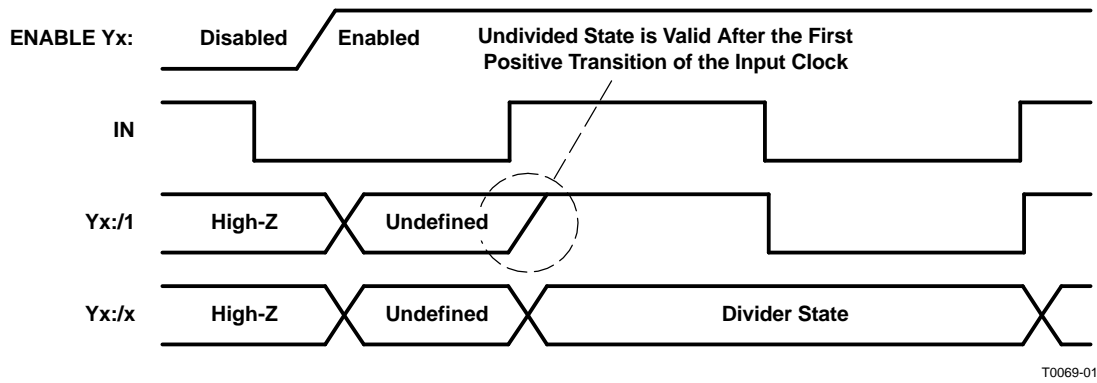 ENABLE Yx: Disabled Enabled Undivided State is Valid After the First
Positive Transition of the Input Clock
IN
Yx:/1 High-Z Undefined
Yx:/x High-Z Undefined Divider State
T0069-01